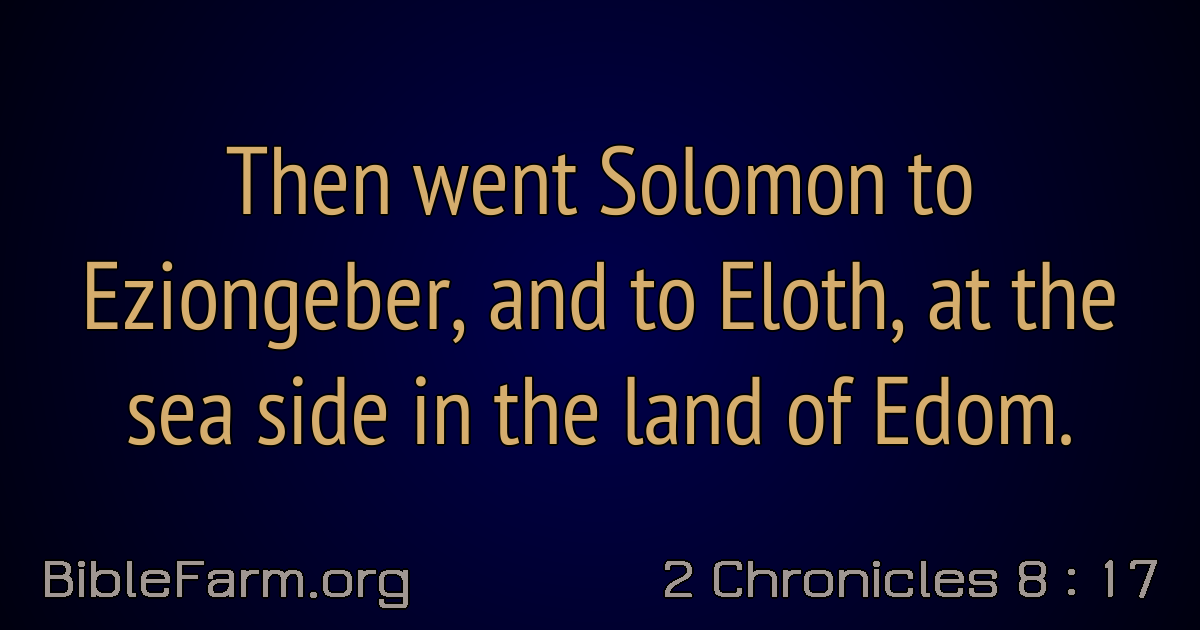 Then went Solomon to
Eziongeber, and to Eloth, at the
sea side in the land of Edom.
BibleFarm.org
2 Chronicles 8 : 17